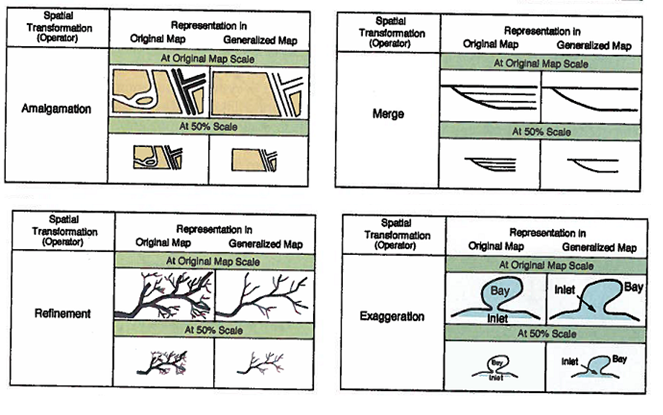 Spatial
Transformation
(Operator)
Representation in
Original Map Generalized Map
At Original Map Scale
Amalgamation
At 50% Scale
Spatial
Transformation
(Operator)
Representation in
Original Map Generalized Map
At Original Map Scale
Merge
At 50% Scale
Spatial
Transformation
(Operator)
Representation in
Original Map Generalized Map
At Original Map Scale
Refinement
At 50% Scale
Spatial
Transformation
(Operator)
Representation in
Original Map Generalized Map
At Original Map Scale
Bay
Inlet
Inlet Bay
Exaggeration
At 50% Scale
Bay
Inlet
Inlet Bay